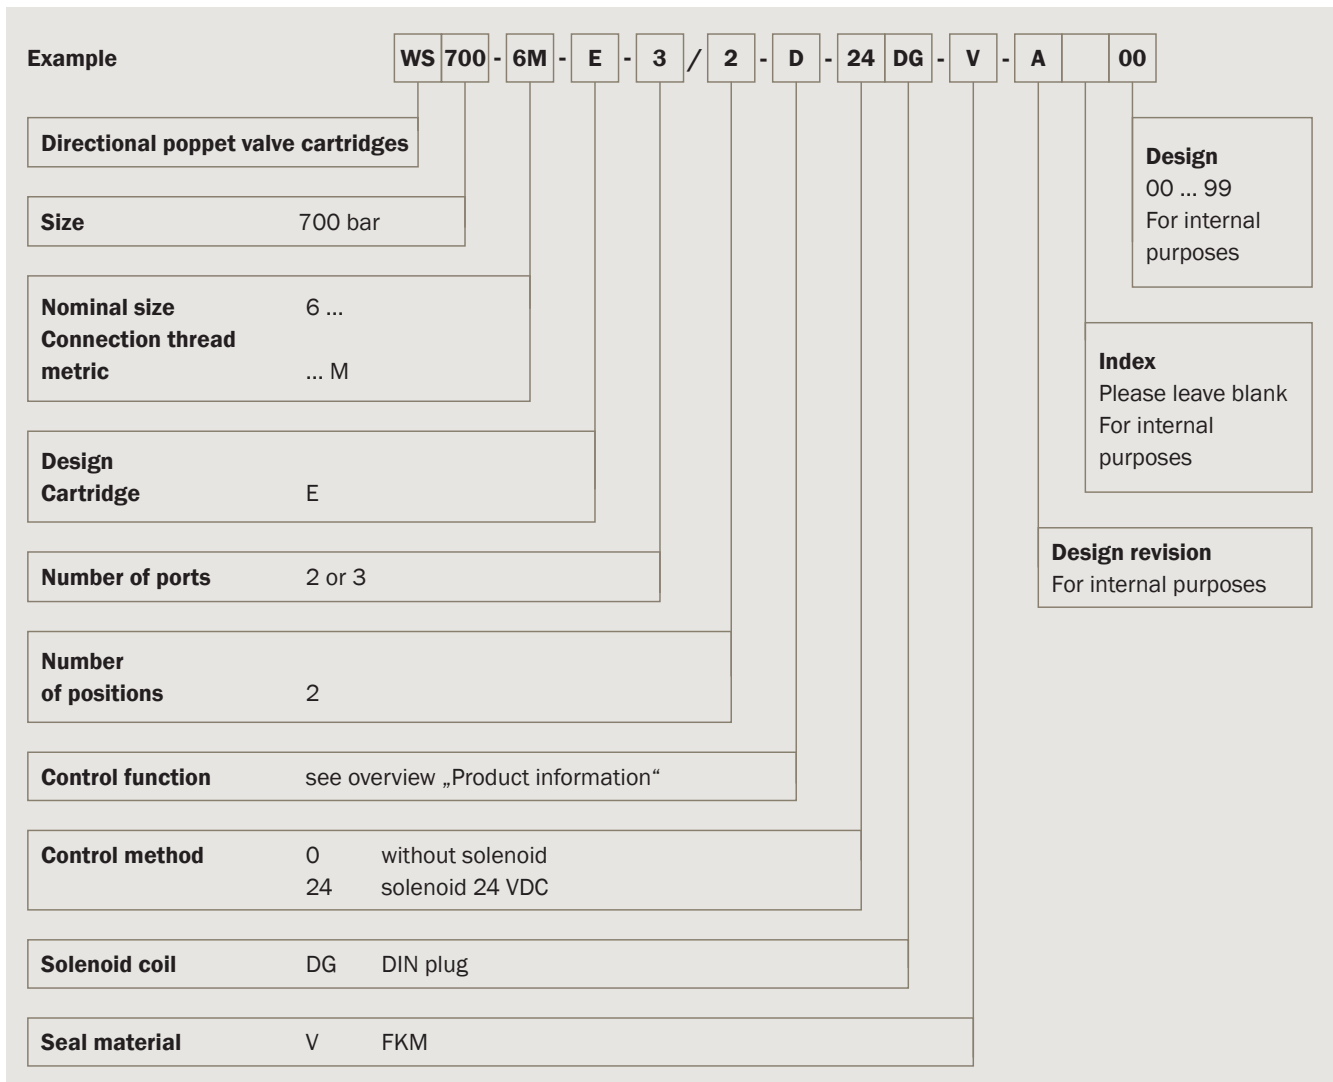 Example WS 700 - 6M - E - 3 / 2 - D - 24 DG - V - A 00
Directional poppet valve cartridges
Size 700 bar
Nominal size 6 ...
Connection thread
metric ... M
Design
Cartridge E
Number of ports 2 or 3
Number
of positions 2
Control function see overview „Product information“
Control method 0 without solenoid
24 solenoid 24 VDC
Solenoid coil DG DIN plug
Seal material V FKM
Design
00 ... 99
For internal
purposes
Index
Please leave blank
For internal
purposes
Design revision
For internal purposes